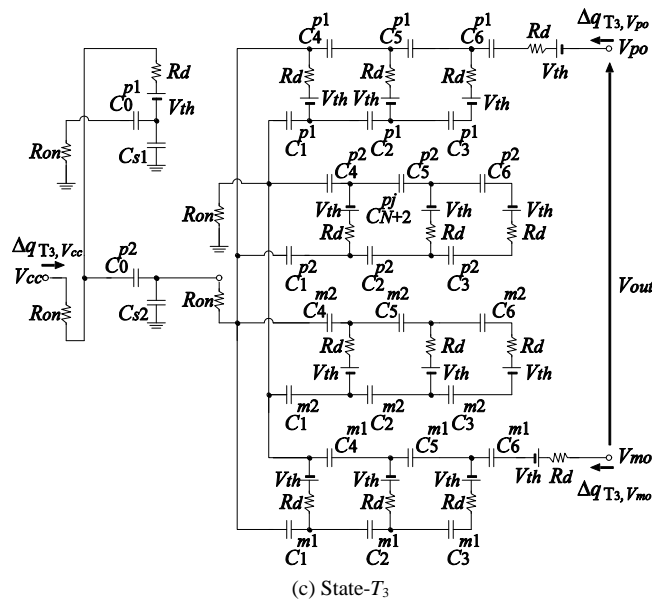 p1 p1 p1 Δq T3, Vpo
C4 C5 C6 Rd Vpo
Rd Rd Rd Rd Vth
p1 Vth Vth Vth Vth
C0
p1 p1 p1
C1 C2 C3
Ron Cs1 p2 p2 p2
C4 C5 C6
Ron pj
Vth CN+2 Vth Vth
Δq T3, Vcc p2 Rd Rd Rd
Vcc C0 p2 p2 p2 Vout
C1 C2 C3
Ron Cs2 Ron m2 m2 m2
C4 C5 C6
Rd Rd Rd
Vth Vth Vth
m2 m2 m2
C1 C2 C3
m1 m1 m1
C4 C5 C6 Vmo
Vth Vth Vth Vth Rd
Rd Rd Rd Δq T3, Vmo
C1 C2 C3
m1 m1 m1
(c) State-T3